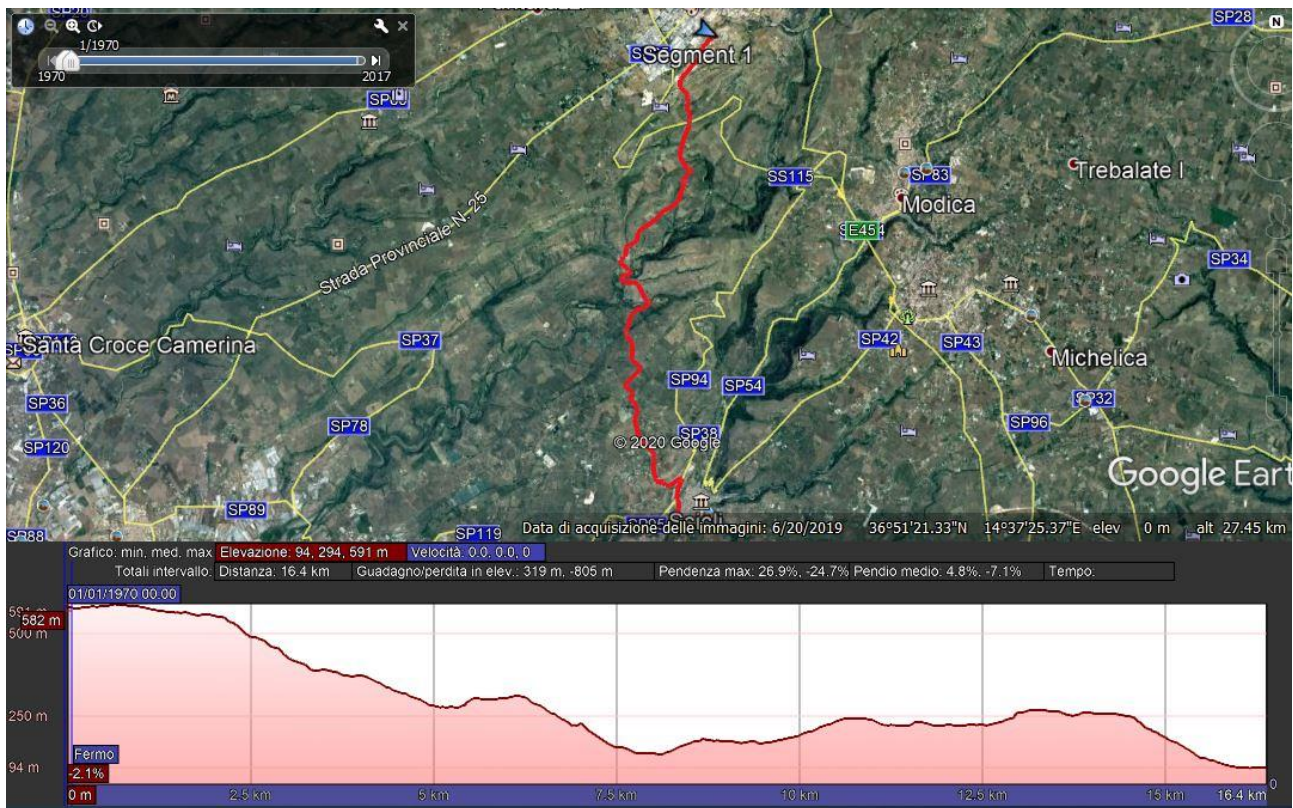 1/1970
1970
2017
SP28
N
Segment 1
SS115
SP83
Trebalate I
Modica
E45
Strada Provinciale N. 25
SP34
Santa Croce Camerina
SP37
SP42
SP43
Michelica
SP94
SP54
SP36
SP32
SP78
SP38
SP96
© 2020 Google
SP120
Google Eart
SP89
SP88
SP119
Data di acquisizione delle immagini: 6/20/2019 36°51'21.33"N 14°37'25.37"E elev 0 m alt 27.45 km
Grafico: min, med, max Elevazione: 94, 294, 591 m Velocità: 0.0, 0.0, 0
Totali intervallo: Distanza: 16.4 km Guadagno/perdita in elev.: 319 m, -805 m Pendenza max: 26.9%, -24.7% Pendio medio: 4.8%, -7.1% Tempo:
01/01/1970 00.00
582 m
500 m
250 m
Fermo
94 m
-2.1%
0 m 2.5 km 5 km 7.5 km 10 km 12.5 km 15 km 16.4 km 0